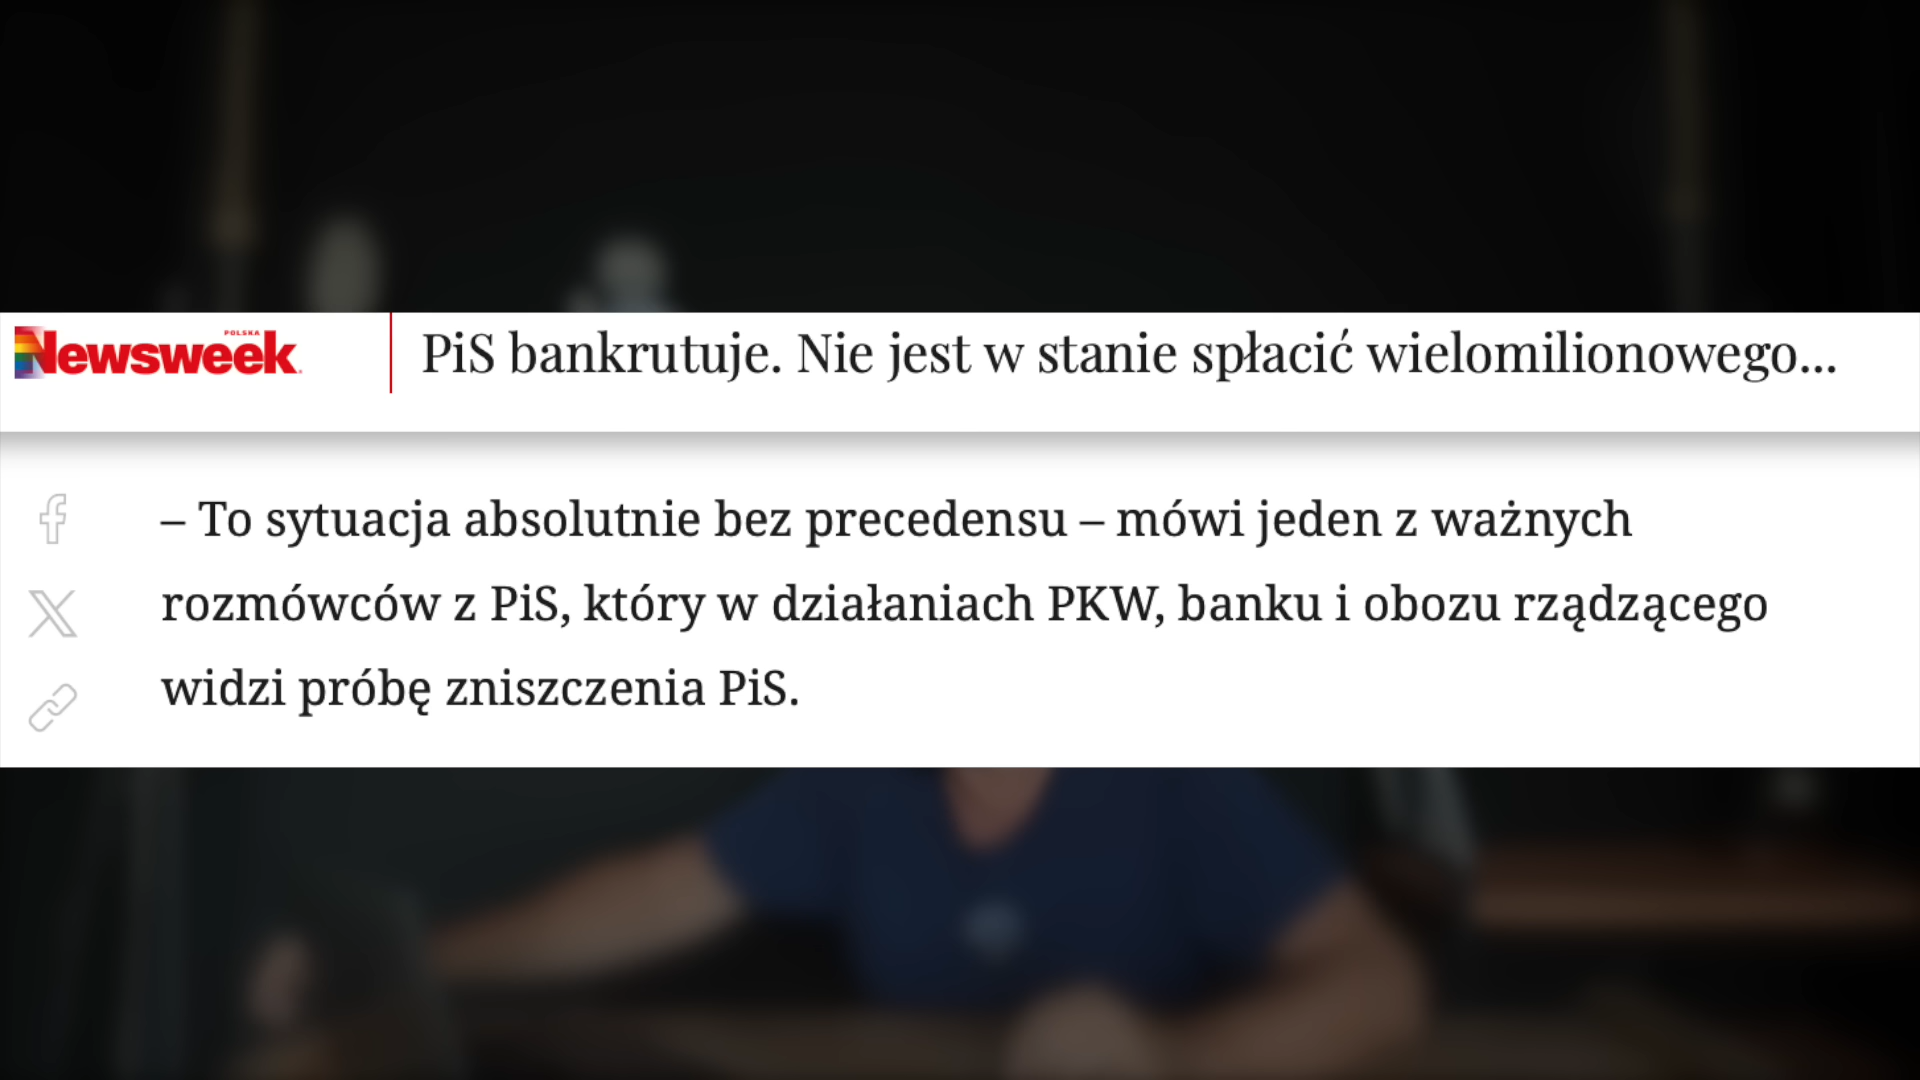 POLSKA
Newsweek
PiS bankrutuje. Nie jest w stanie spłacić wielomilionowego...
– To sytuacja absolutnie bez precedensu – mówi jeden z ważnych
rozmówców z PiS, który w działaniach PKW, banku i obozu rządzącego
widzi próbę zniszczenia PiS.